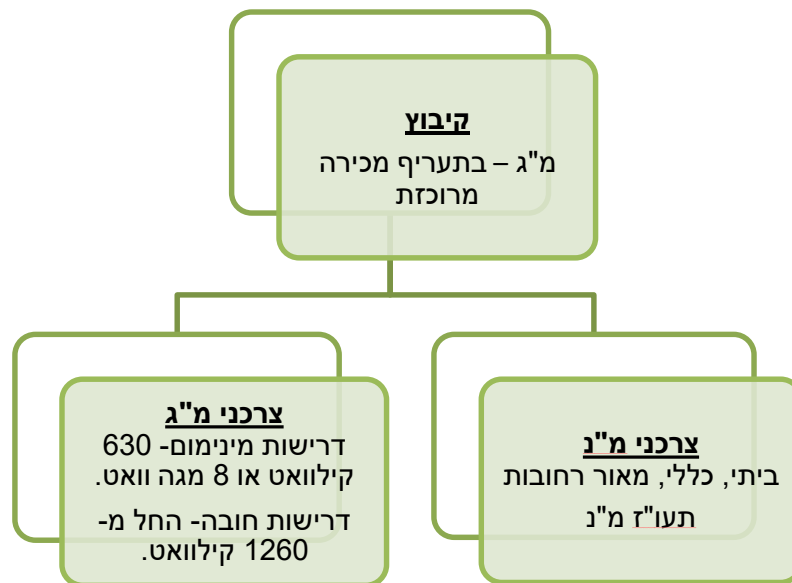 קיבוץ
מ"ג – בתעריף מכירה
מרוכזת
צרכני מ"נ
ביתי, כללי, מאור רחובות
תעו"ז מ"נ
צרכני מ"ג
דרישות מינימום- 630
קילוואט או 8 מגה וואט.
דרישות חובה- החל מ-
1260 קילוואט.